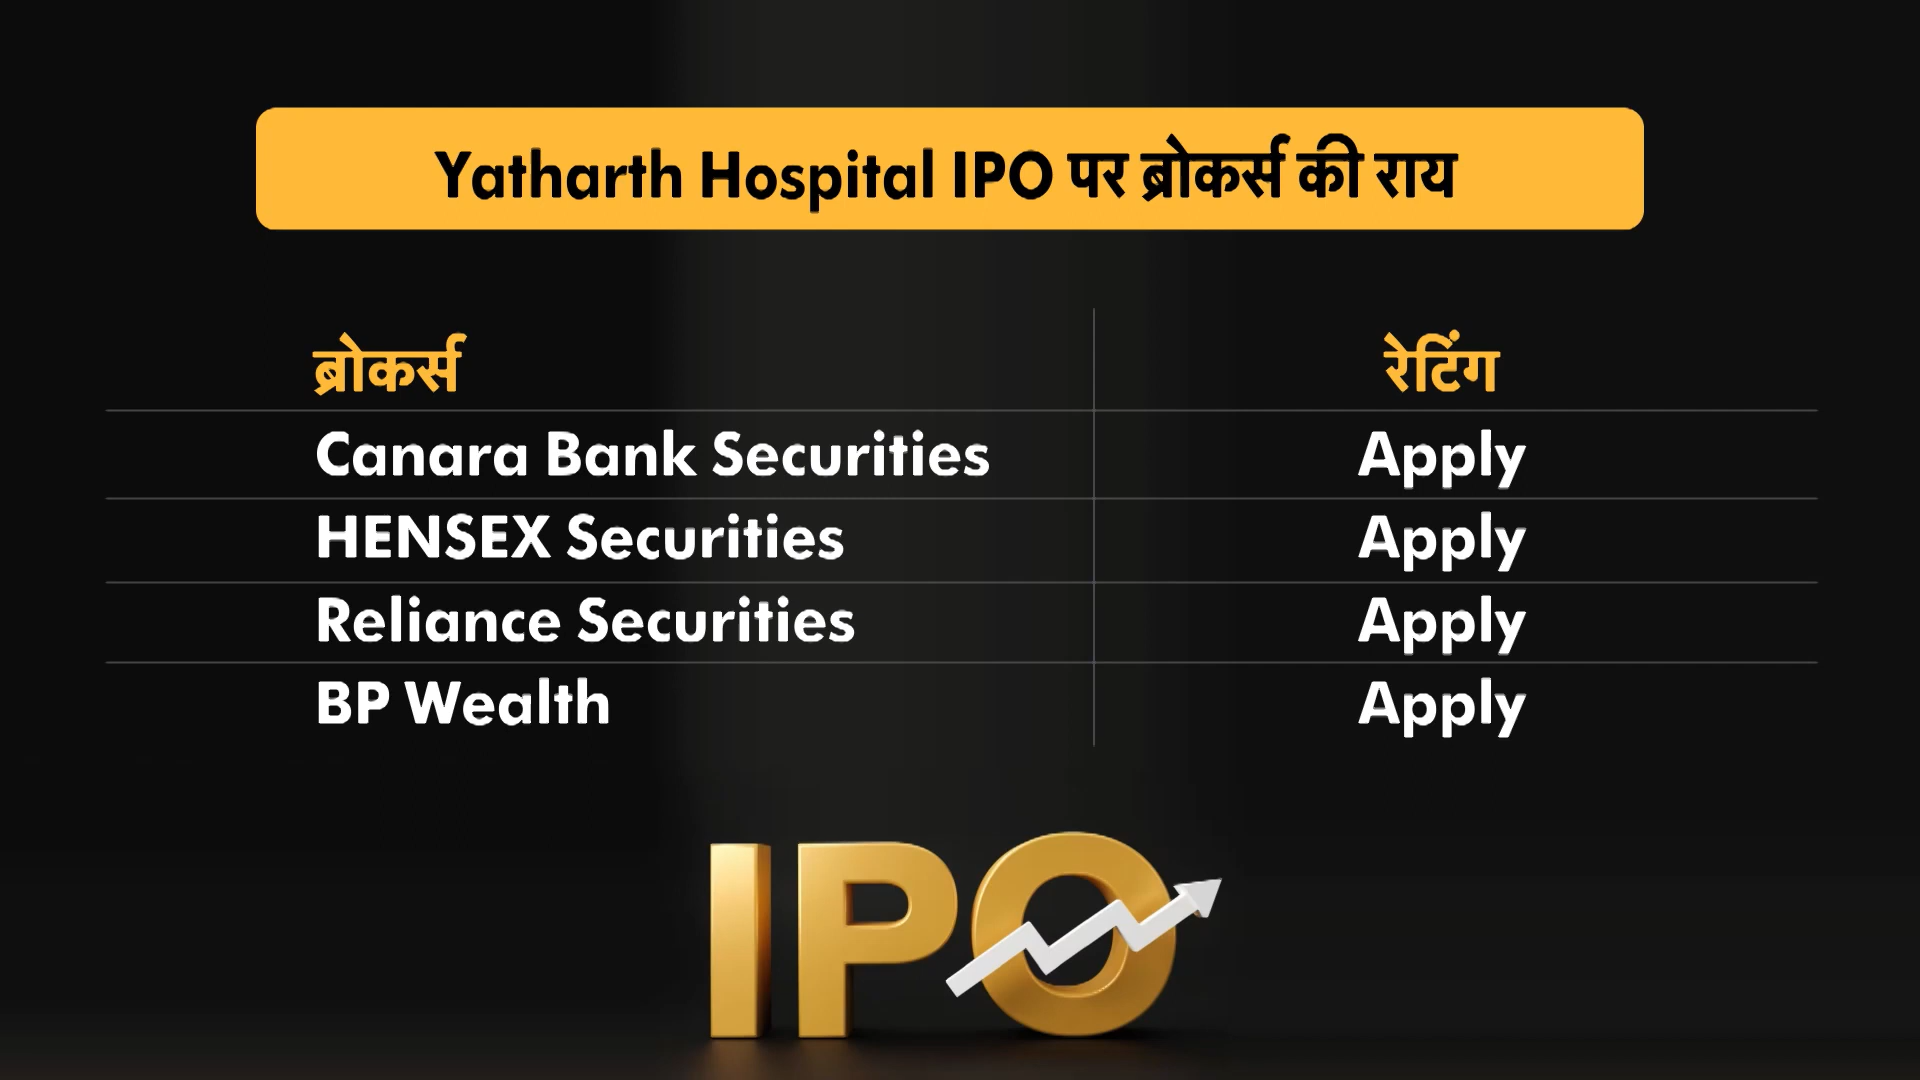 Yatharth Hospital IPO पर ब्रोकर्स की राय
ब्रोकर्स रेटिंग
Canara Bank Securities Apply
HENSEX Securities Apply
Reliance Securities Apply
BP Wealth Apply
IPO